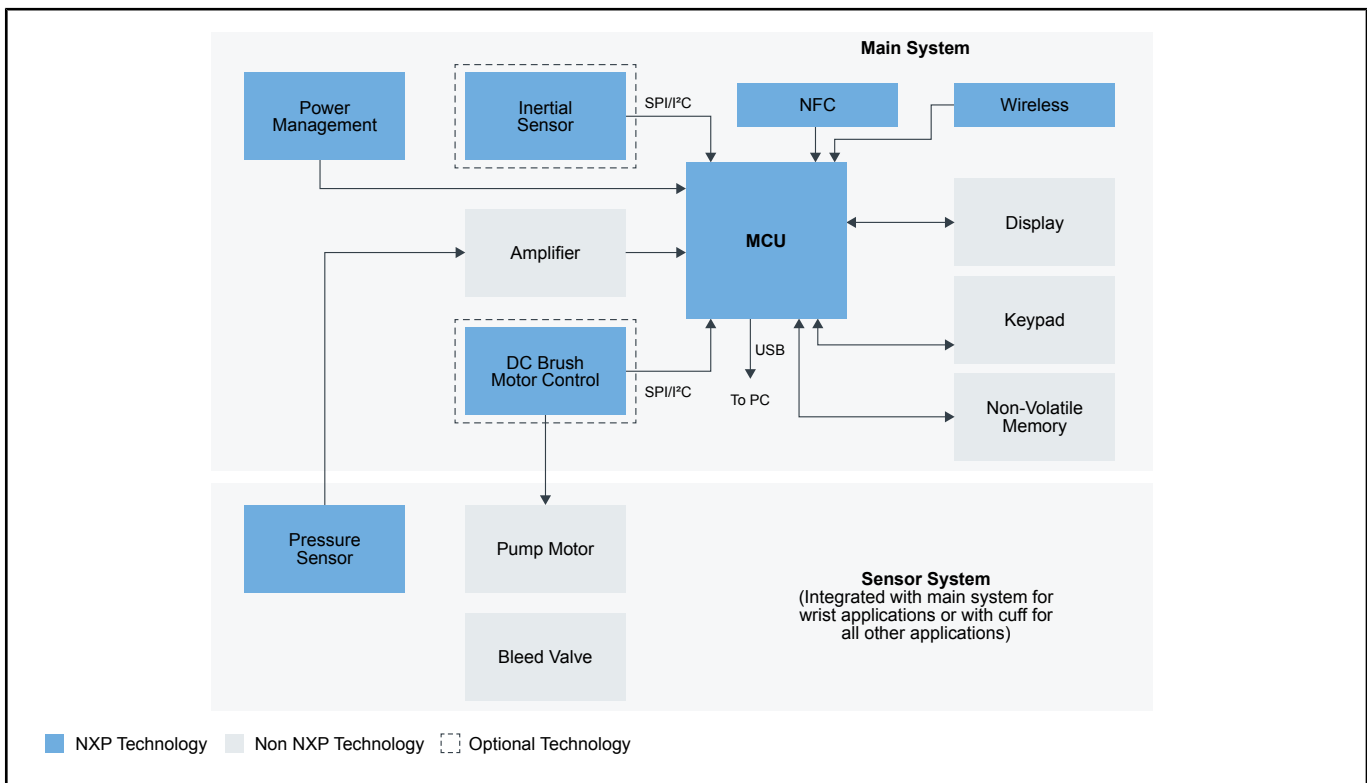 Main System
Power
Management
Inertial
Sensor
SPI/I²C
NFC
Wireless
MCU
Display
Amplifier
Keypad
DC Brush
Motor Control
SPI/I²C
USB
To PC
Non-Volatile
Memory
Pressure
Sensor
Pump Motor
Sensor System
(Integrated with main system for
wrist applications or with cuff for
all other applications)
Bleed Valve
NXP Technology
Non NXP Technology
Optional Technology